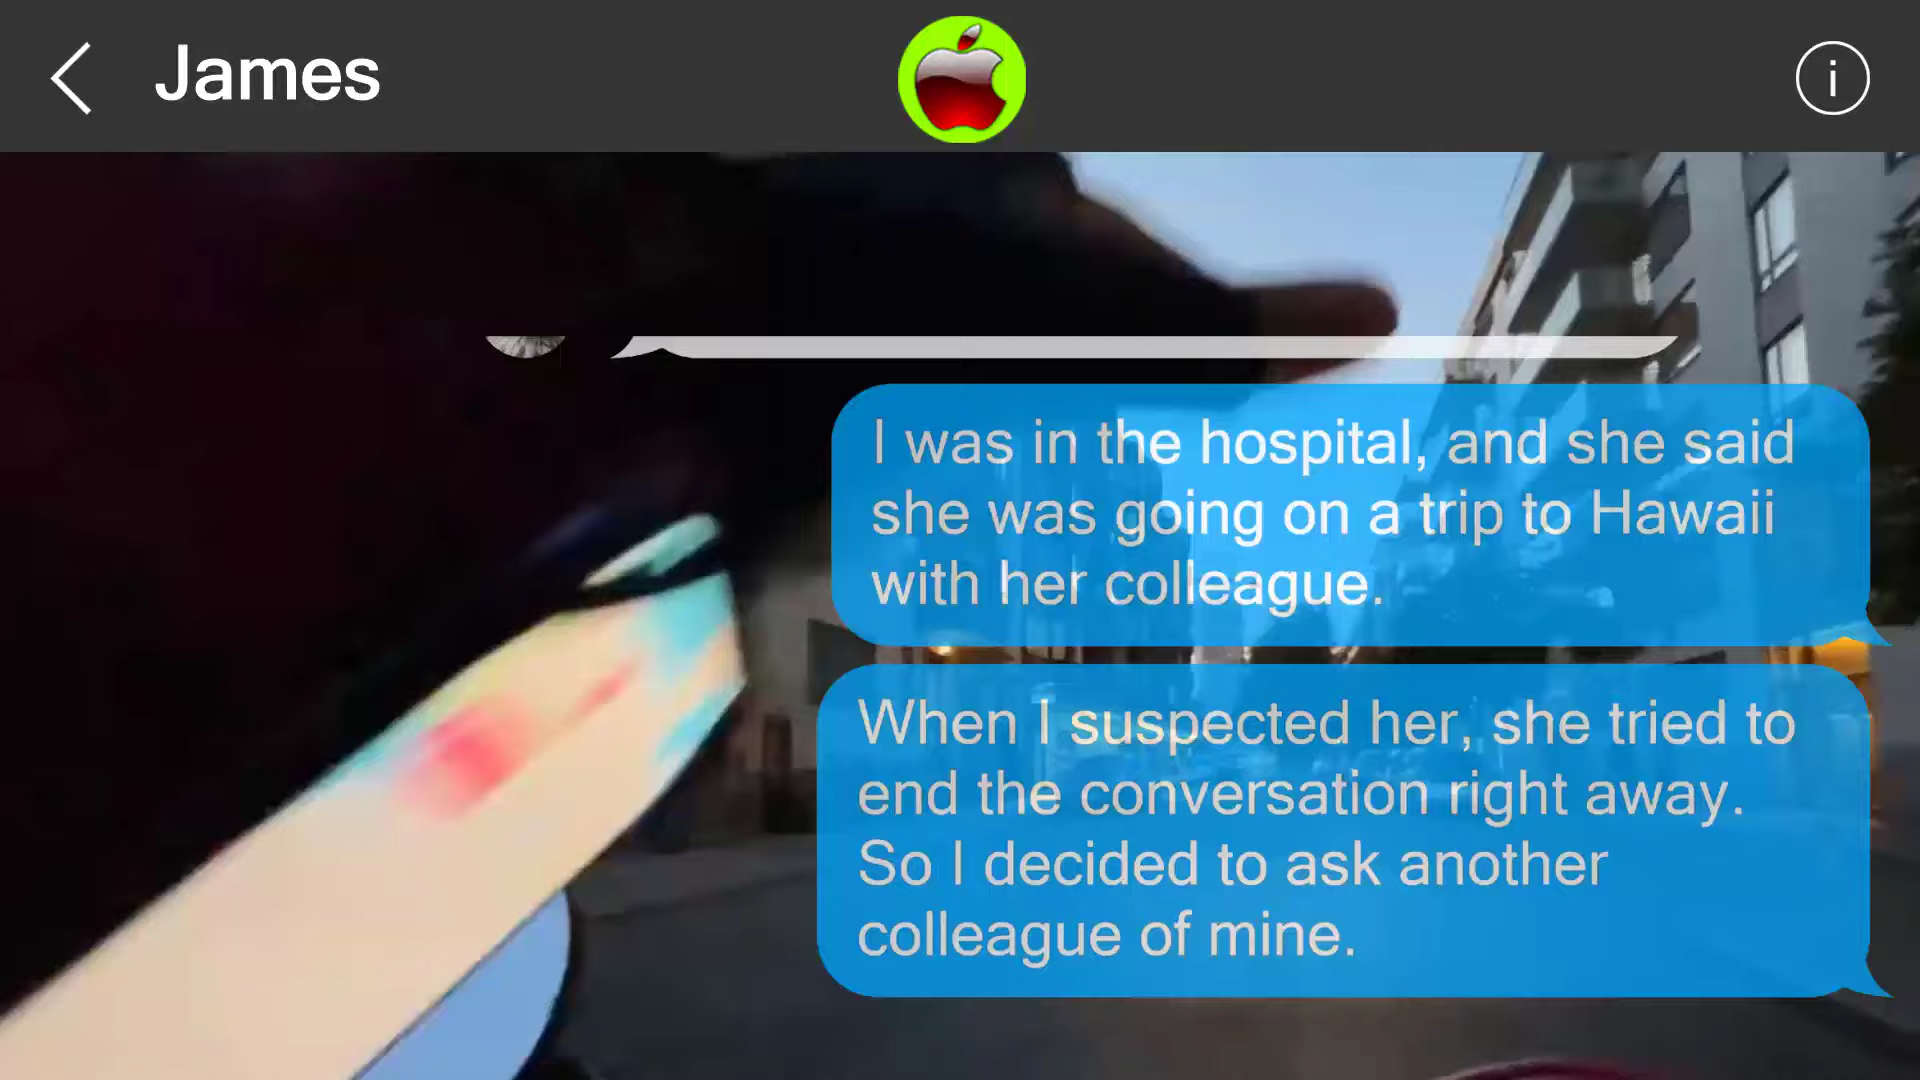 James
I was in the hospital, and she said
she was going on a trip to Hawaii
with her colleague.
When I suspected her, she tried to
end the conversation right away.
So I decided to ask another
colleague of mine.